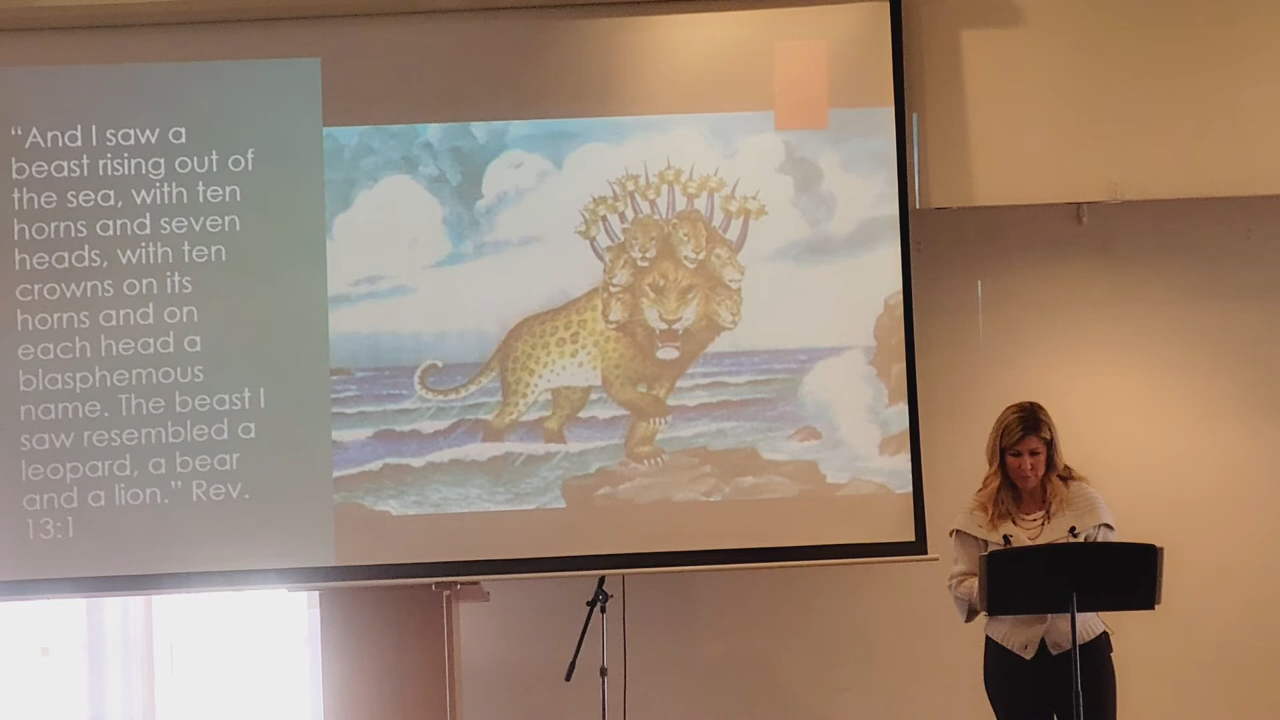 “And I saw a
beast rising out of
the sea, with ten
horns and seven
heads, with ten
crowns on its
horns and on
each head a
blasphemous
name. The beast I
saw resembled a
leopard, a bear
and a lion.” Rev.
13:1